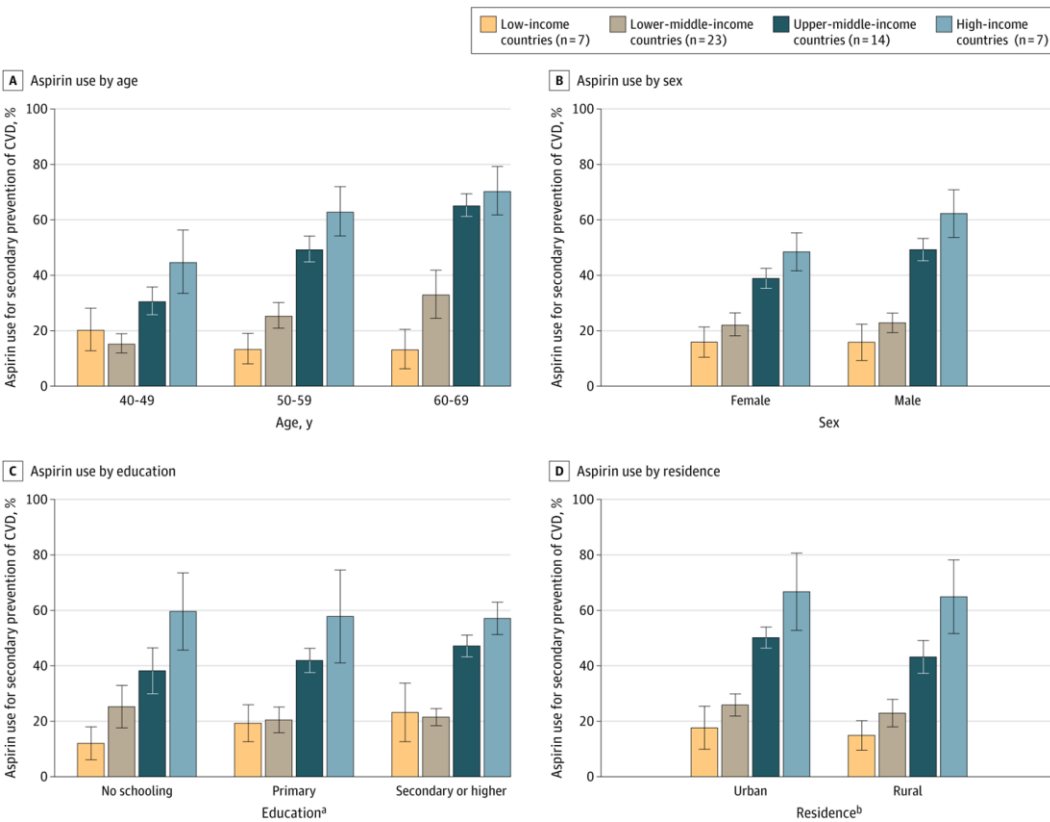 Low-income
countries (n = 7)
Lower-middle-income
countries (n = 23)
Upper-middle-income
countries (n = 14)
High-income
countries (n = 7)
A Aspirin use by age
Aspirin use for secondary prevention of CVD, %
100
80
60
40
20
0
40-49
50-59
60-69
Age, y
B Aspirin use by sex
Aspirin use for secondary prevention of CVD, %
100
80
60
40
20
0
Female
Male
Sex
C Aspirin use by education
Aspirin use for secondary prevention of CVD, %
100
80
60
40
20
0
No schooling
Primary
Secondary or higher
Educationᵃ
D Aspirin use by residence
Aspirin use for secondary prevention of CVD, %
100
80
60
40
20
0
Urban
Rural
Residenceᵇ